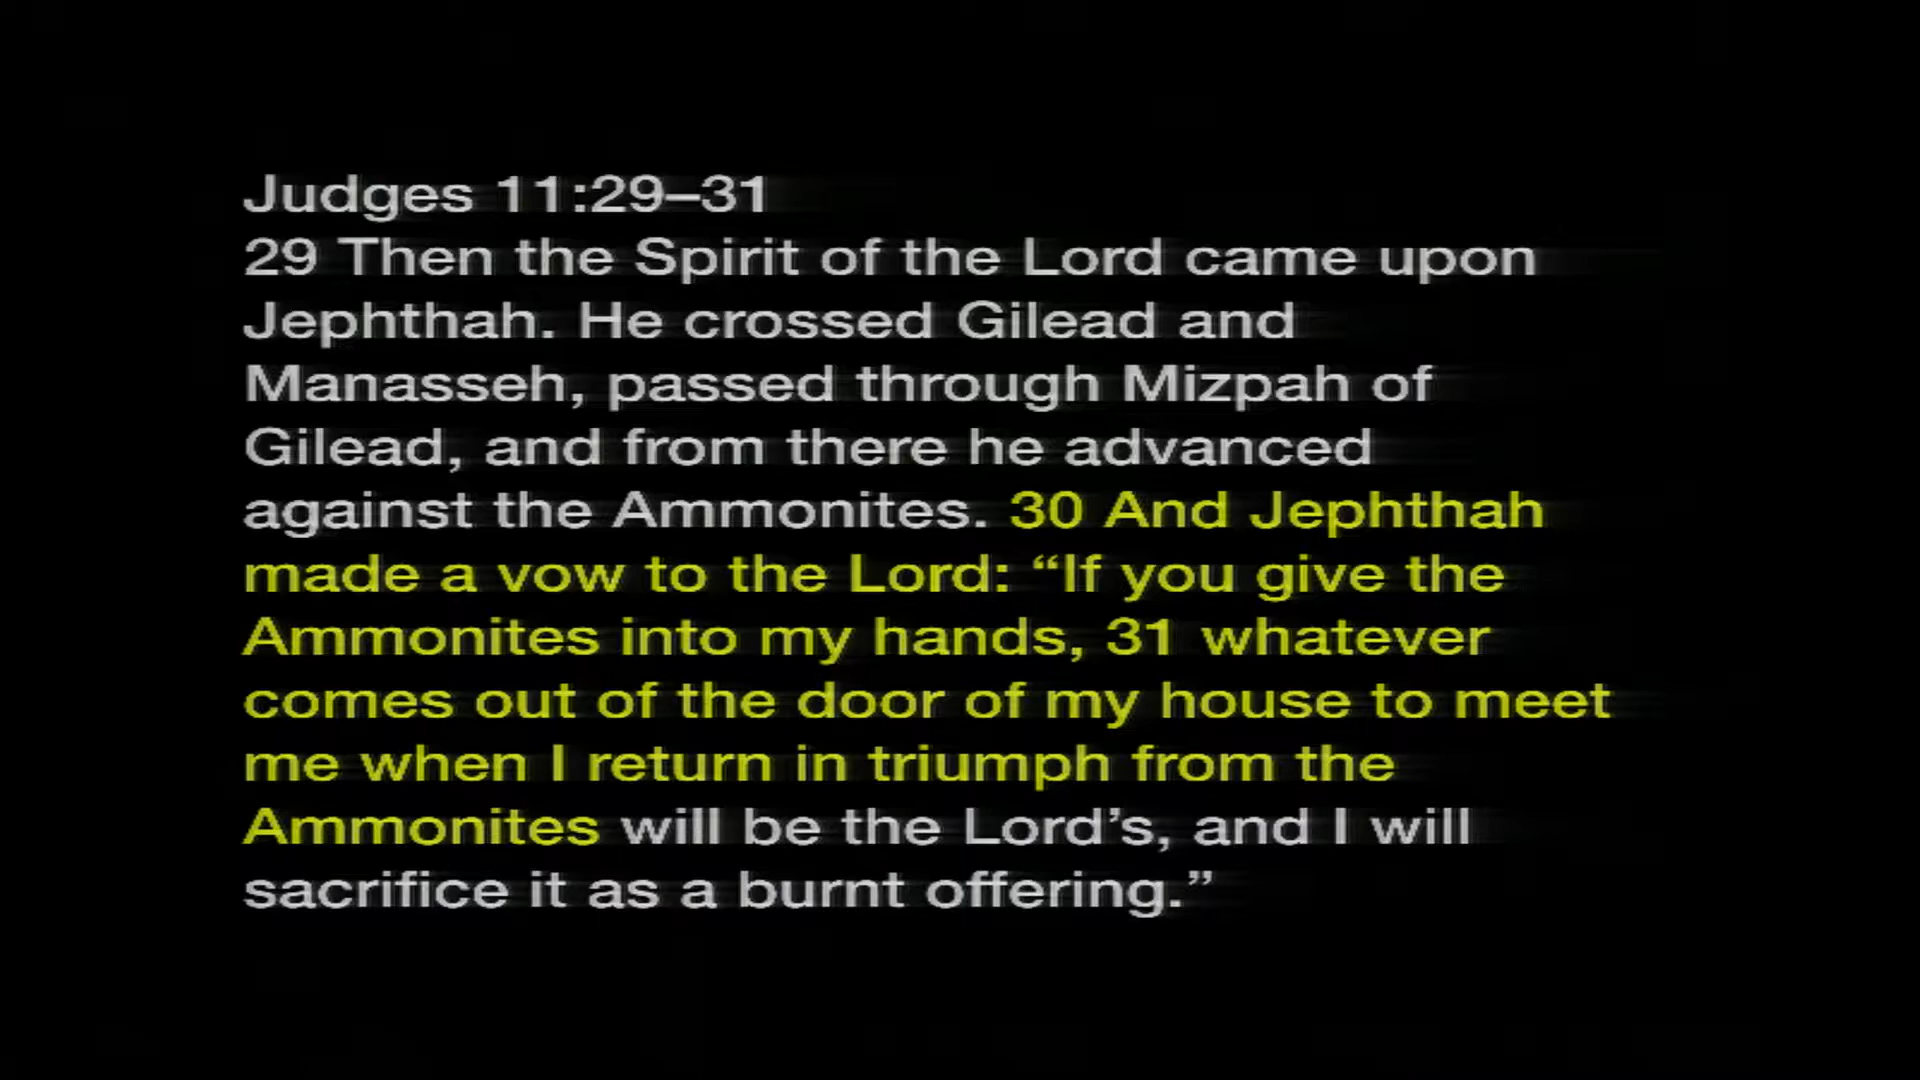 Judges 11:29–31
29 Then the Spirit of the Lord came upon
Jephthah. He crossed Gilead and
Manasseh, passed through Mizpah of
Gilead, and from there he advanced
against the Ammonites. 30 And Jephthah
made a vow to the Lord: “If you give the
Ammonites into my hands, 31 whatever
comes out of the door of my house to meet
me when I return in triumph from the
Ammonites will be the Lord’s, and I will
sacrifice it as a burnt offering.”